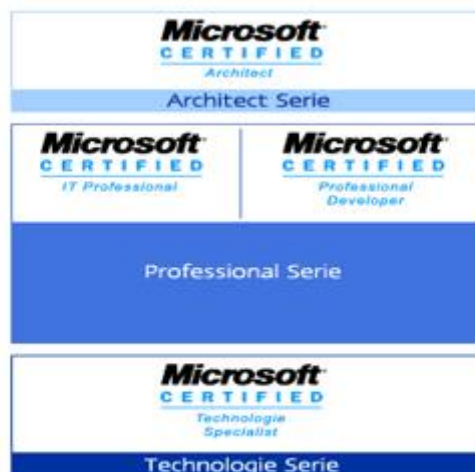 Microsoft
CERTIFIED
Architect
Architect Serie
Microsoft
CERTIFIED
IT Professional
Microsoft
CERTIFIED
Professional
Developer
Professional Serie
Microsoft
CERTIFIED
Technologie
Specialist
Technologie Serie